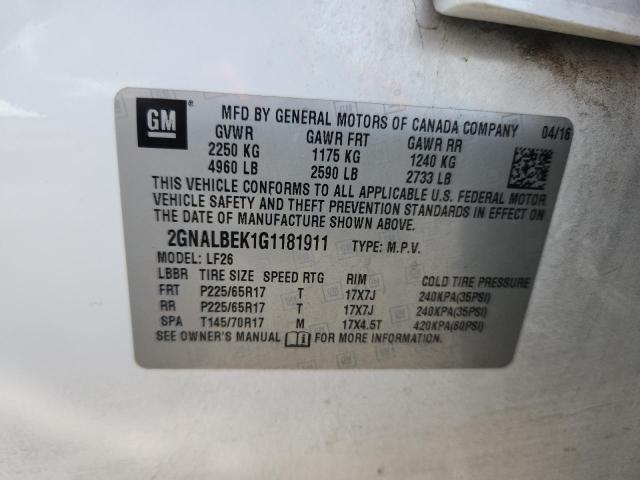 GM
MFD BY GENERAL MOTORS OF CANADA COMPANY 04/16
GVWR GAWR FRT GAWR RR
2250 KG 1175 KG 1240 KG
4960 LB 2590 LB 2733 LB
THIS VEHICLE CONFORMS TO ALL APPLICABLE U.S. FEDERAL MOTOR
VEHICLE SAFETY AND THEFT PREVENTION STANDARDS IN EFFECT ON
THE DATE OF MANUFACTURE SHOWN ABOVE.
2GNALBEK1G1181911 TYPE: M.P.V.
MODEL: LF26
LBBR TIRE SIZE SPEED RTG RIM COLD TIRE PRESSURE
FRT P225/65R17 T 17X7J 240KPA(35PSI)
RR P225/65R17 T 17X7J 240KPA(35PSI)
SPA T145/70R17 M 17X4.5T 420KPA(60PSI)
SEE OWNER'S MANUAL FOR MORE INFORMATION.